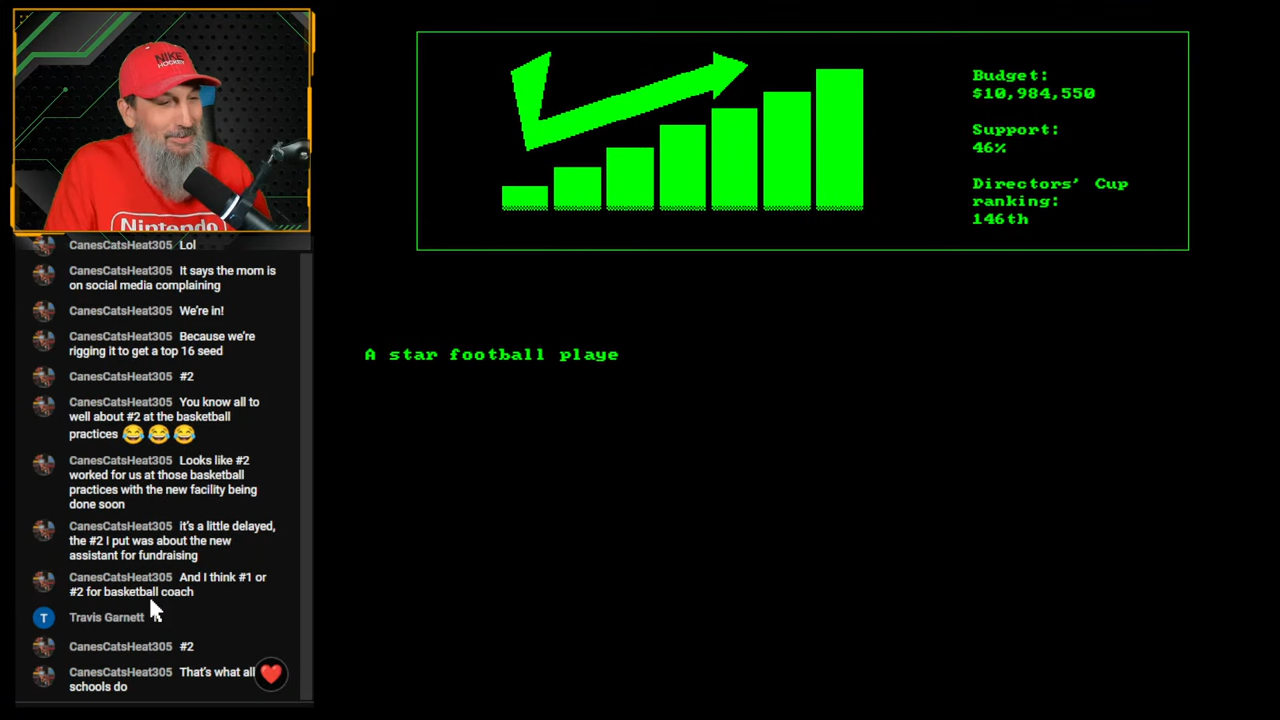 NIKE
HOCKEY
Nintendo
CanesCatsHeat305 Lol
CanesCatsHeat305 It says the mom is
on social media complaining
CanesCatsHeat305 We're in!
CanesCatsHeat305 Because we're
rigging it to get a top 16 seed
CanesCatsHeat305 #2
CanesCatsHeat305 You know all to
well about #2 at the basketball
practices 😂😂😂
CanesCatsHeat305 Looks like #2
worked for us at those basketball
practices with the new facility being
done soon
CanesCatsHeat305 it's a little delayed,
the #2 I put was about the new
assistant for fundraising
CanesCatsHeat305 And I think #1 or
#2 for basketball coach
T Travis Garnett
CanesCatsHeat305 #2
CanesCatsHeat305 That's what all
schools do
Budget:
$10,984,550
Support:
46%
Directors' Cup
ranking:
146th
A star football playe